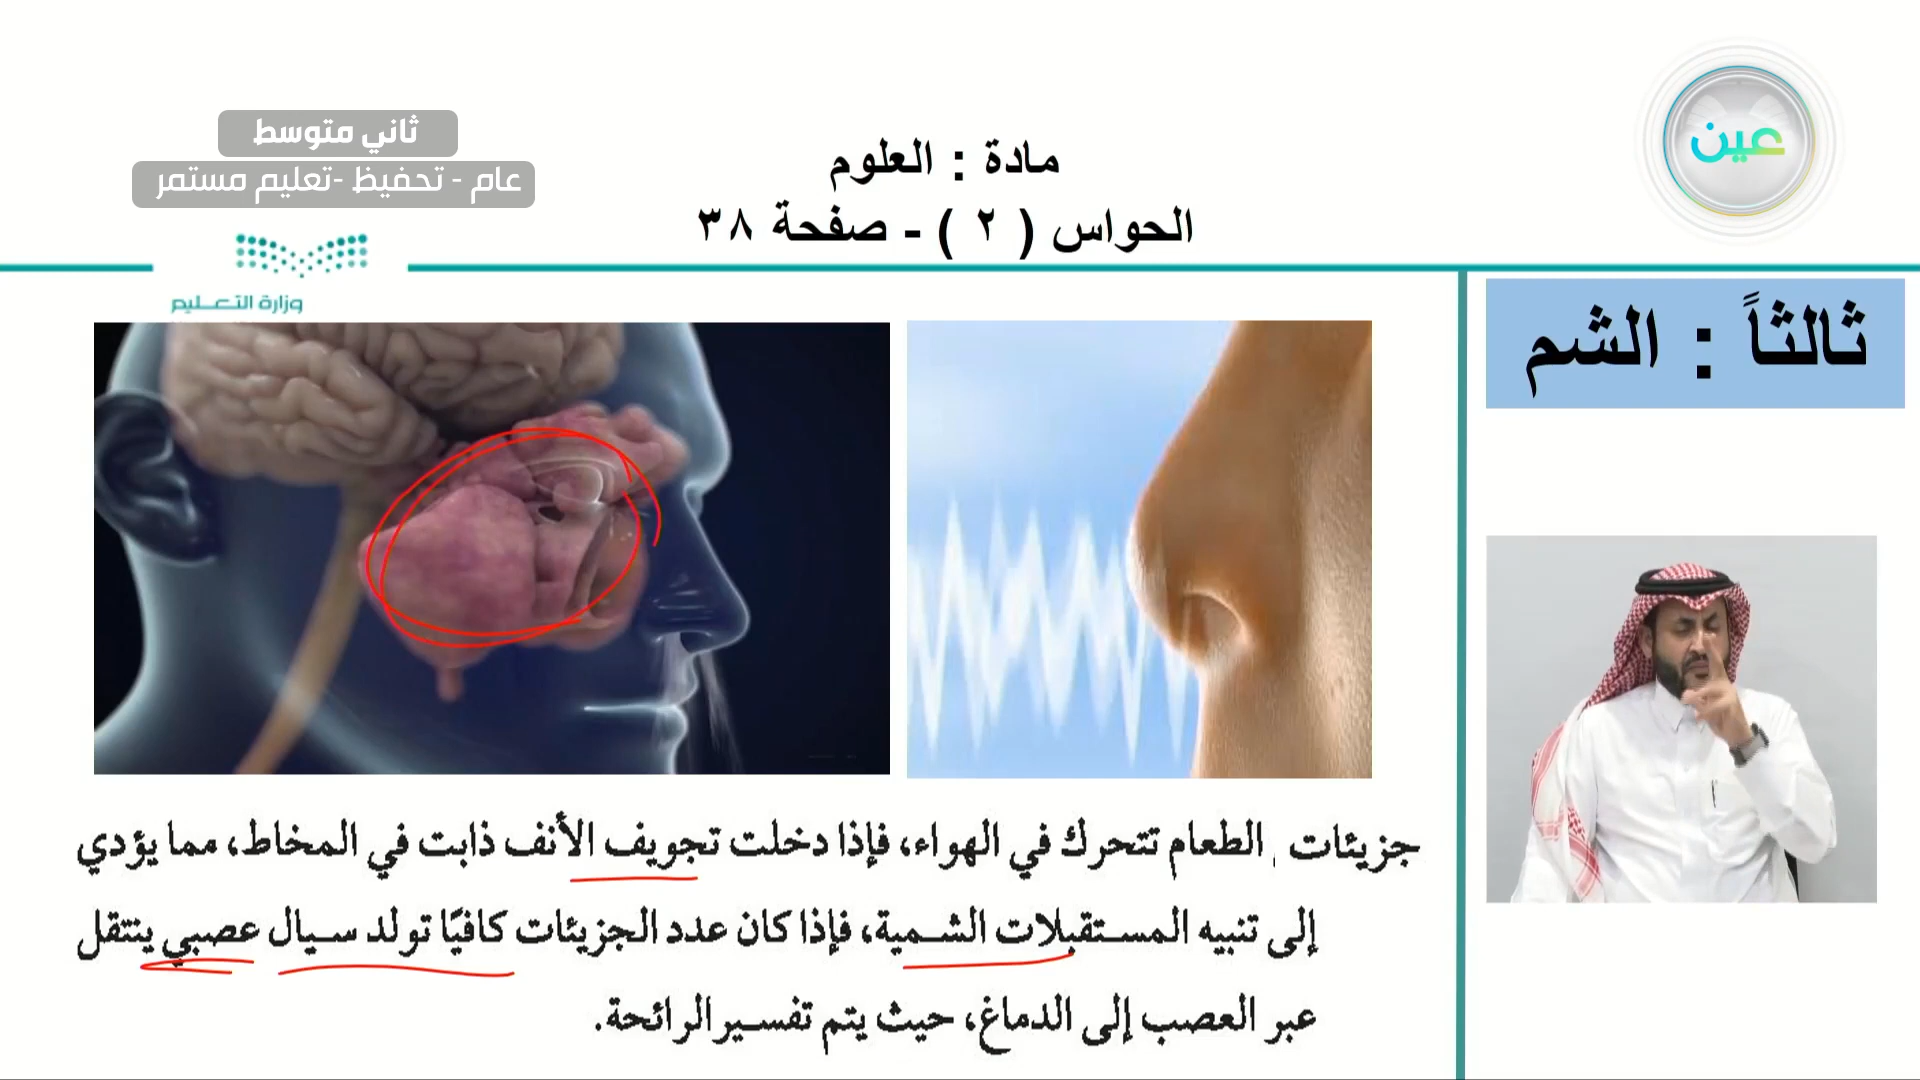 عين
ثاني متوسط
عام - تحفيظ -تعليم مستمر
مادة : العلوم
الحواس ( ٢ ) - صفحة ٣٨
وزارة التعليم
ثالثاً : الشم
جزيئات الطعام تتحرك في الهواء، فإذا دخلت تجويف الأنف ذابت في المخاط، مما يؤدي
إلى تنبيه المستقبلات الشمية، فإذا كان عدد الجزيئات كافيًا تولد سيال عصبي ينتقل
عبر العصب إلى الدماغ، حيث يتم تفسير الرائحة.